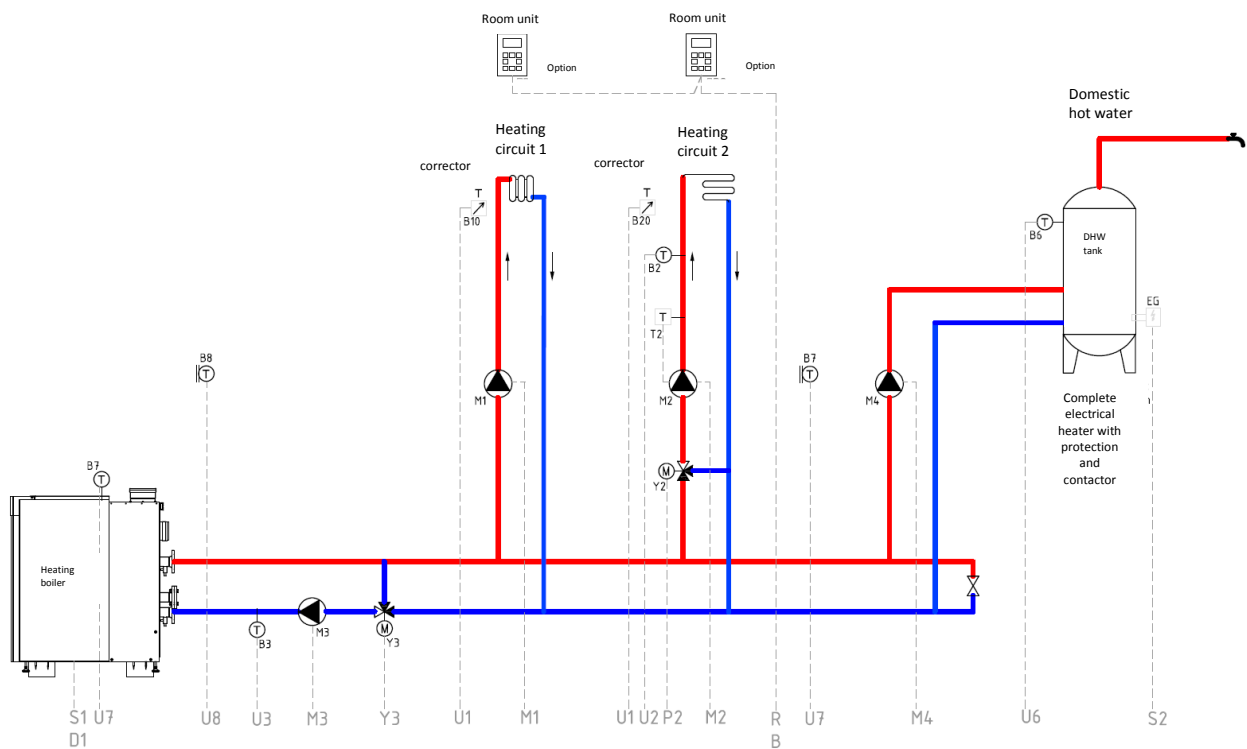 Room unit
Room unit
Option
Option
Domestic
hot water
Heating
circuit 1
Heating
circuit 2
corrector
corrector
T
B10
T
B20
T
B2
T
T2
T
B6
DHW
tank
EG
B8
T
M1
M2
B7
T
M4
Complete
electrical
heater with
protection
and
contactor
M
Y2
B7
T
Heating
boiler
T
B3
M3
M
Y3
S1 U7 U8 U3 M3 Y3 U1 M1 U1 U2 P2 M2 R U7 M4 U6 S2
D1 B